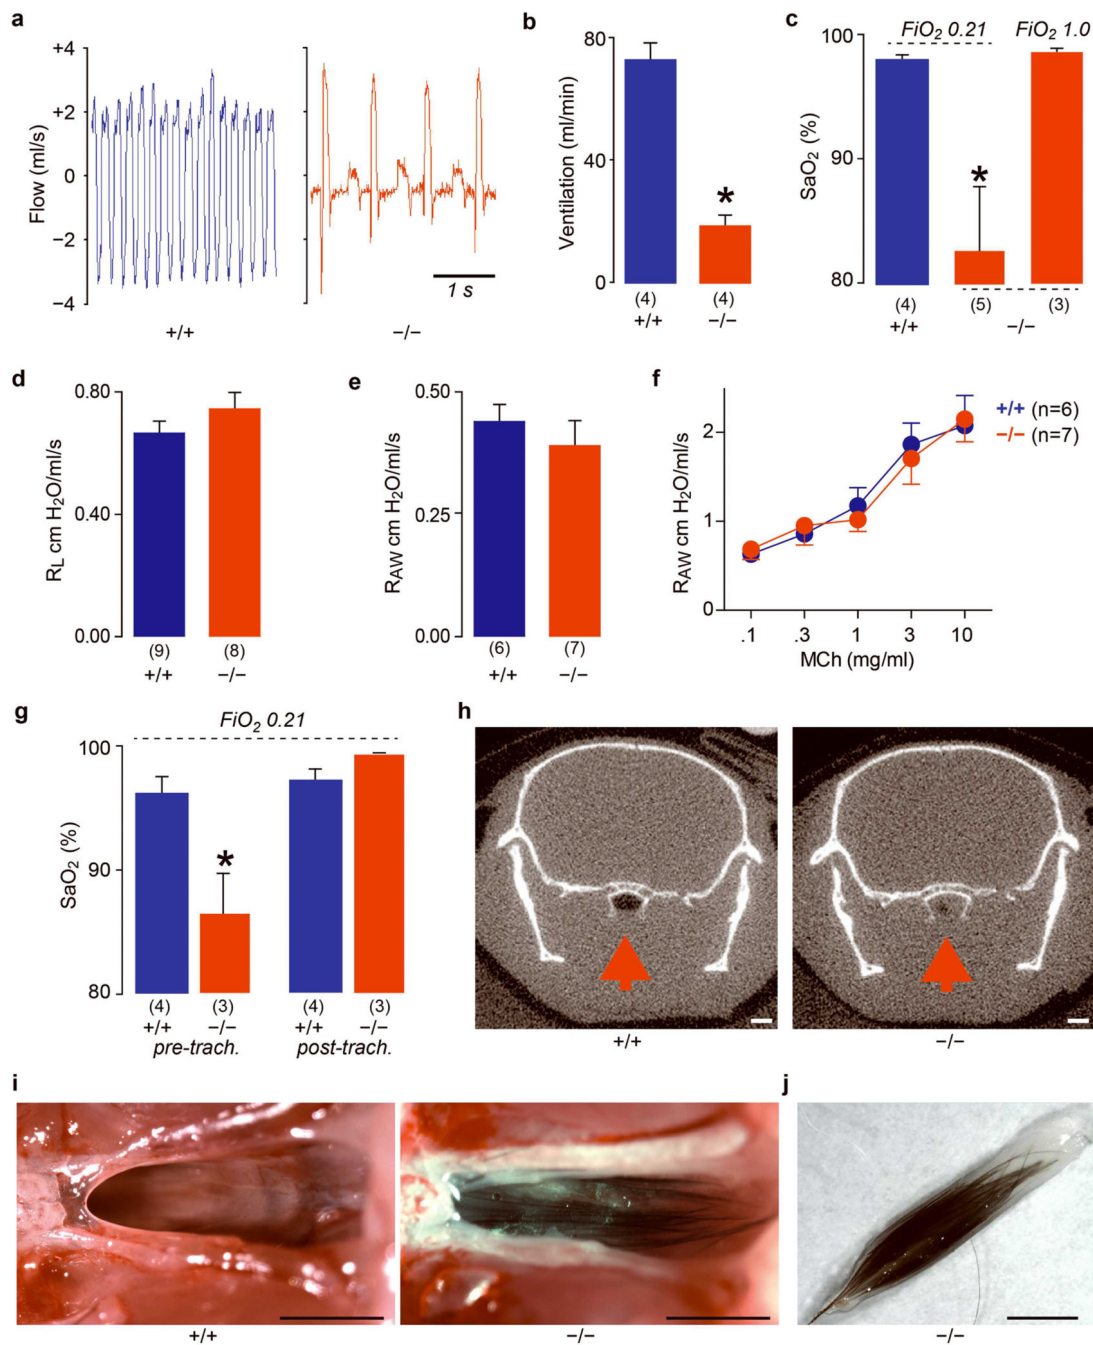 a
Flow (ml/s)
+4
+2
0
−2
−4
1 s
+/+
−/−
b
Ventilation (ml/min)
80
40
0
*
(4)
(4)
+/+
−/−
c
FiO2 0.21
FiO2 1.0
SaO2 (%)
100
90
80
*
(4)
(5)
(3)
+/+
−/−
d
RL cm H2O/ml/s
0.80
0.40
0.00
(9)
(8)
+/+
−/−
e
RAW cm H2O/ml/s
0.50
0.25
0.00
(6)
(7)
+/+
−/−
f
RAW cm H2O/ml/s
2
1
0
+/+ (n=6)
−/− (n=7)
.1
.3
1
3
10
MCh (mg/ml)
g
FiO2 0.21
SaO2 (%)
100
90
80
*
(4)
(3)
(4)
(3)
+/+
−/−
+/+
−/−
pre-trach.
post-trach.
h
+/+
−/−
i
+/+
−/−
j
−/−